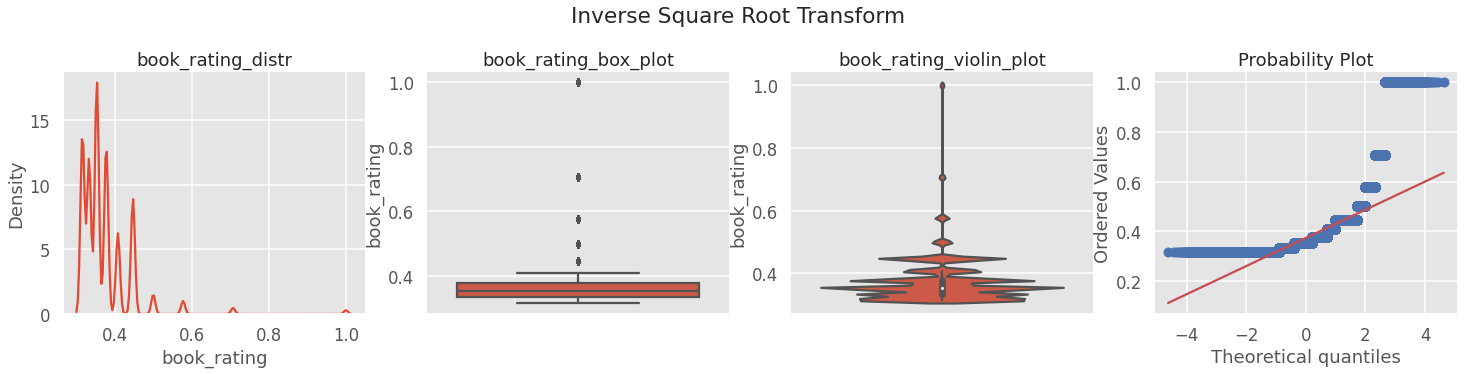 Inverse Square Root Transform
book_rating_distr
Density
15
10
5
0
0.4 0.6 0.8 1.0
book_rating
book_rating_box_plot
book_rating
1.0
0.8
0.6
0.4
book_rating_violin_plot
book_rating
1.0
0.8
0.6
0.4
Probability Plot
Ordered Values
1.0
0.8
0.6
0.4
0.2
−4 −2 0 2 4
Theoretical quantiles